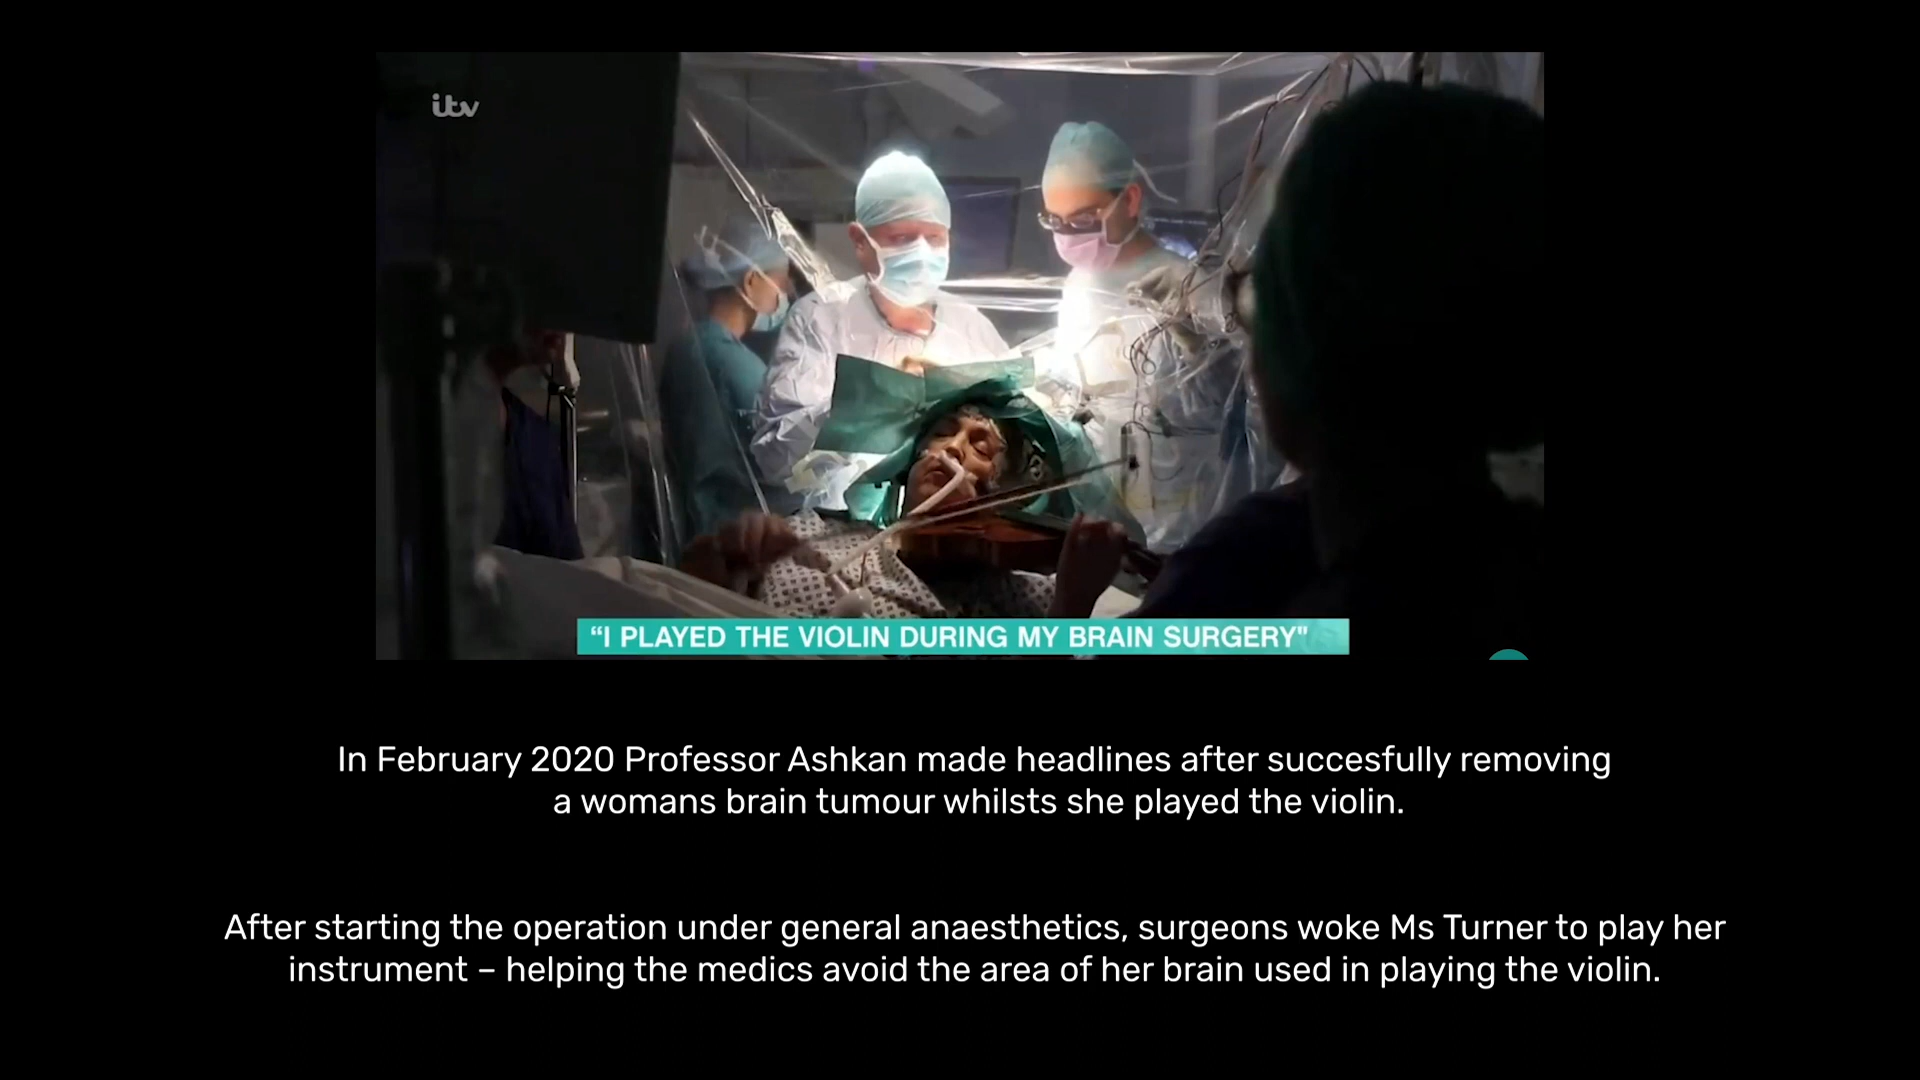 itv
“I PLAYED THE VIOLIN DURING MY BRAIN SURGERY"
In February 2020 Professor Ashkan made headlines after succesfully removing
a womans brain tumour whilsts she played the violin.
After starting the operation under general anaesthetics, surgeons woke Ms Turner to play her
instrument – helping the medics avoid the area of her brain used in playing the violin.